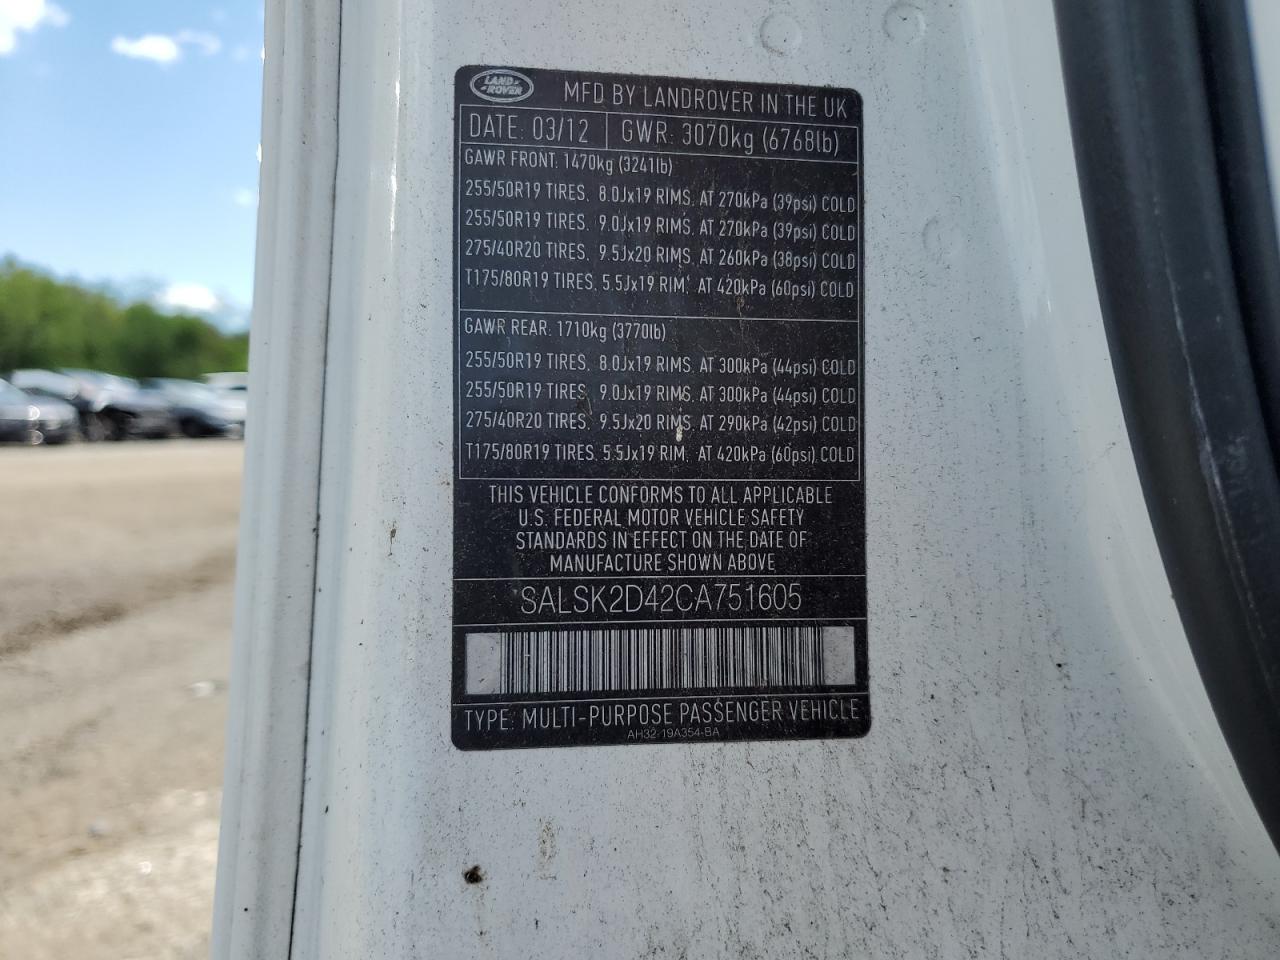 LAND ROVER
MFD BY LANDROVER IN THE UK
DATE: 03/12 GWR: 3070kg (6768lb)
GAWR FRONT: 1470kg (3241lb)
255/50R19 TIRES, 8.0Jx19 RIMS, AT 270kPa (39psi) COLD
255/50R19 TIRES, 9.0Jx19 RIMS, AT 270kPa (39psi) COLD
275/40R20 TIRES, 9.5Jx20 RIMS, AT 260kPa (38psi) COLD
T175/80R19 TIRES, 5.5Jx19 RIM, AT 420kPa (60psi) COLD
GAWR REAR: 1710kg (3770lb)
255/50R19 TIRES, 8.0Jx19 RIMS, AT 300kPa (44psi) COLD
255/50R19 TIRES, 9.0Jx19 RIMS, AT 300kPa (44psi) COLD
275/40R20 TIRES, 9.5Jx20 RIMS, AT 290kPa (42psi) COLD
T175/80R19 TIRES, 5.5Jx19 RIM, AT 420kPa (60psi) COLD
THIS VEHICLE CONFORMS TO ALL APPLICABLE
U.S. FEDERAL MOTOR VEHICLE SAFETY
STANDARDS IN EFFECT ON THE DATE OF
MANUFACTURE SHOWN ABOVE
SALSK2D42CA751605
TYPE: MULTI-PURPOSE PASSENGER VEHICLE
AH32-19A354-BA